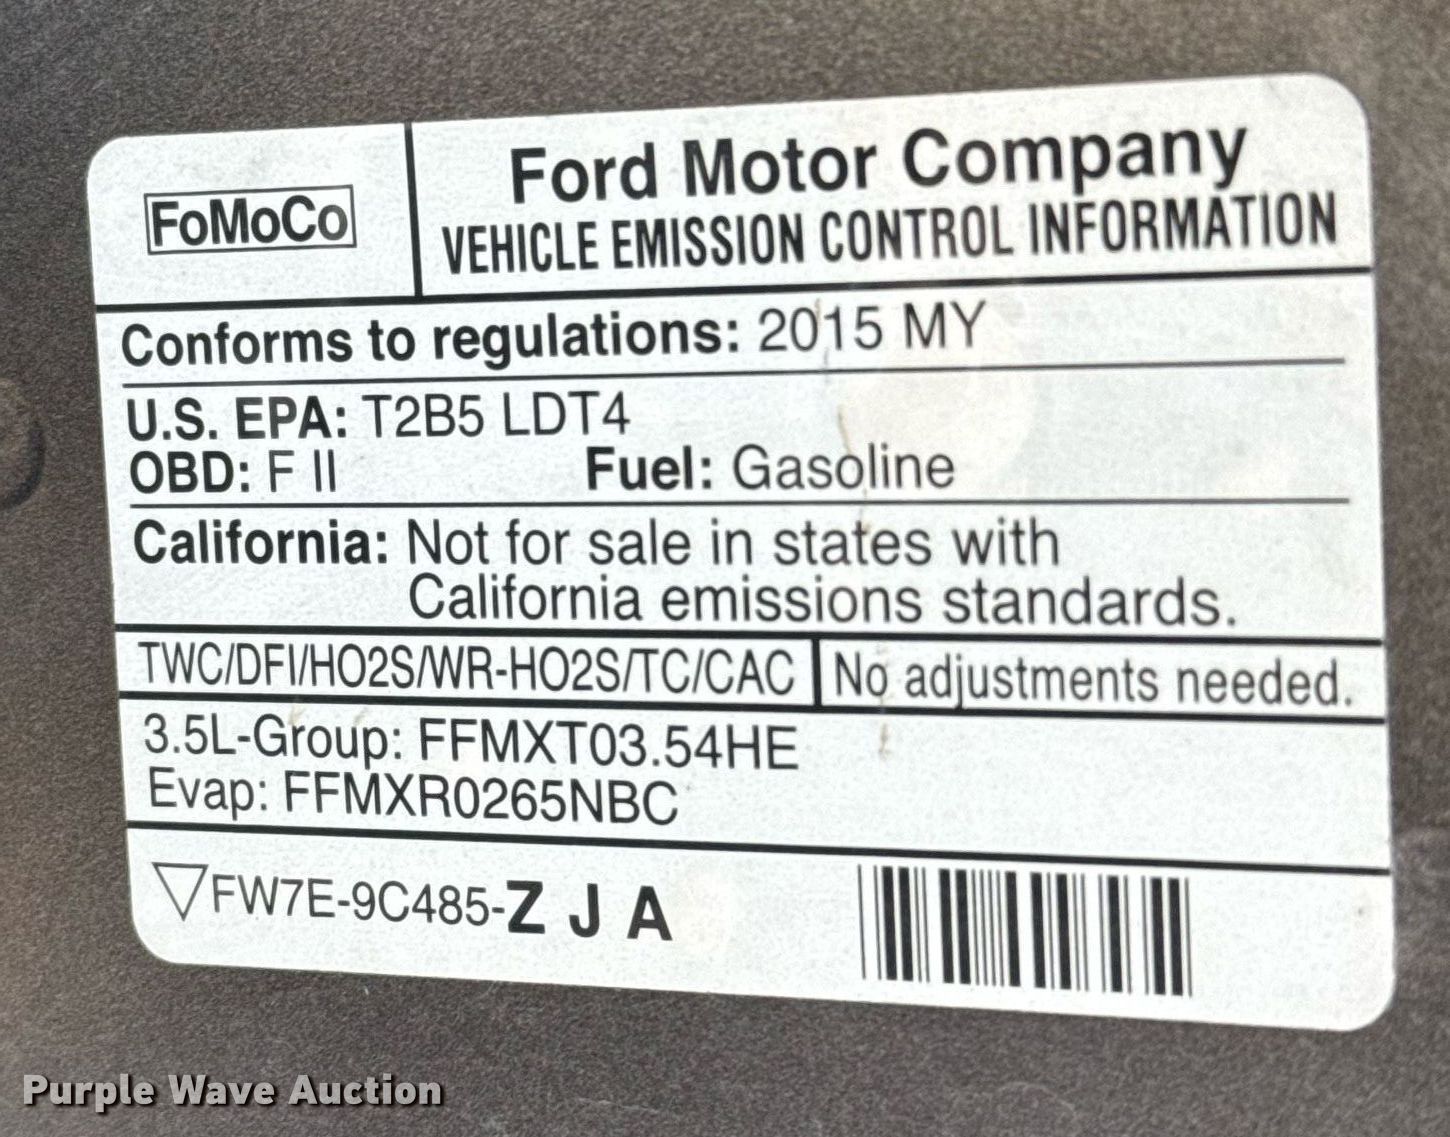 FoMoCo
Ford Motor Company
VEHICLE EMISSION CONTROL INFORMATION
Conforms to regulations: 2015 MY
U.S. EPA: T2B5 LDT4
OBD: F II Fuel: Gasoline
California: Not for sale in states with
California emissions standards.
TWC/DFI/HO2S/WR-HO2S/TC/CAC No adjustments needed.
3.5L-Group: FFMXT03.54HE
Evap: FFMXR0265NBC
▽FW7E-9C485-Z J A
Purple Wave Auction